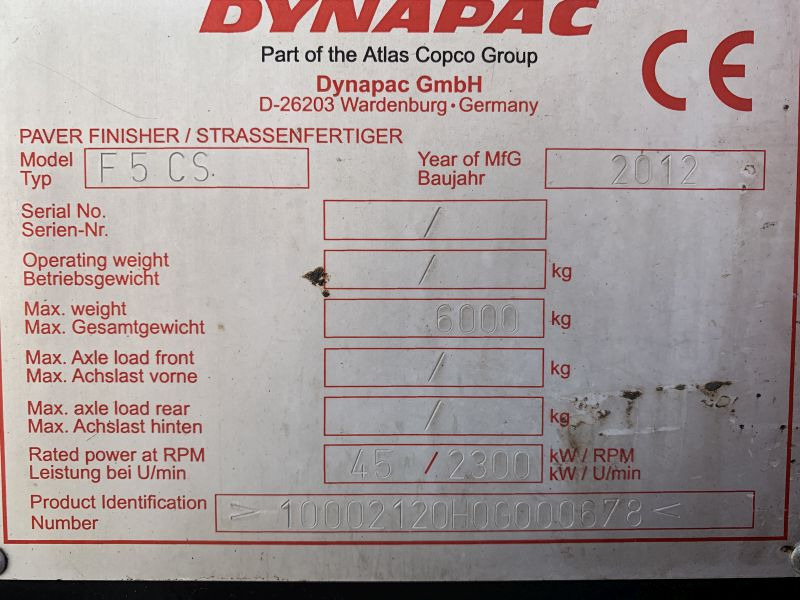 DYNAPAC
Part of the Atlas Copco Group
Dynapac GmbH
D-26203 Wardenburg • Germany
CE
PAVER FINISHER / STRASSENFERTIGER
Model F 5 CS Year of MfG 2012
Typ Baujahr
Serial No. /
Serien-Nr.
Operating weight / kg
Betriebsgewicht
Max. weight 6000 kg
Max. Gesamtgewicht
Max. Axle load front / kg
Max. Achslast vorne
Max. axle load rear / kg
Max. Achslast hinten
Rated power at RPM 45 / 2300 kW / RPM
Leistung bei U/min kW / U/min
Product Identification > 10002120H0G000678 <
Number